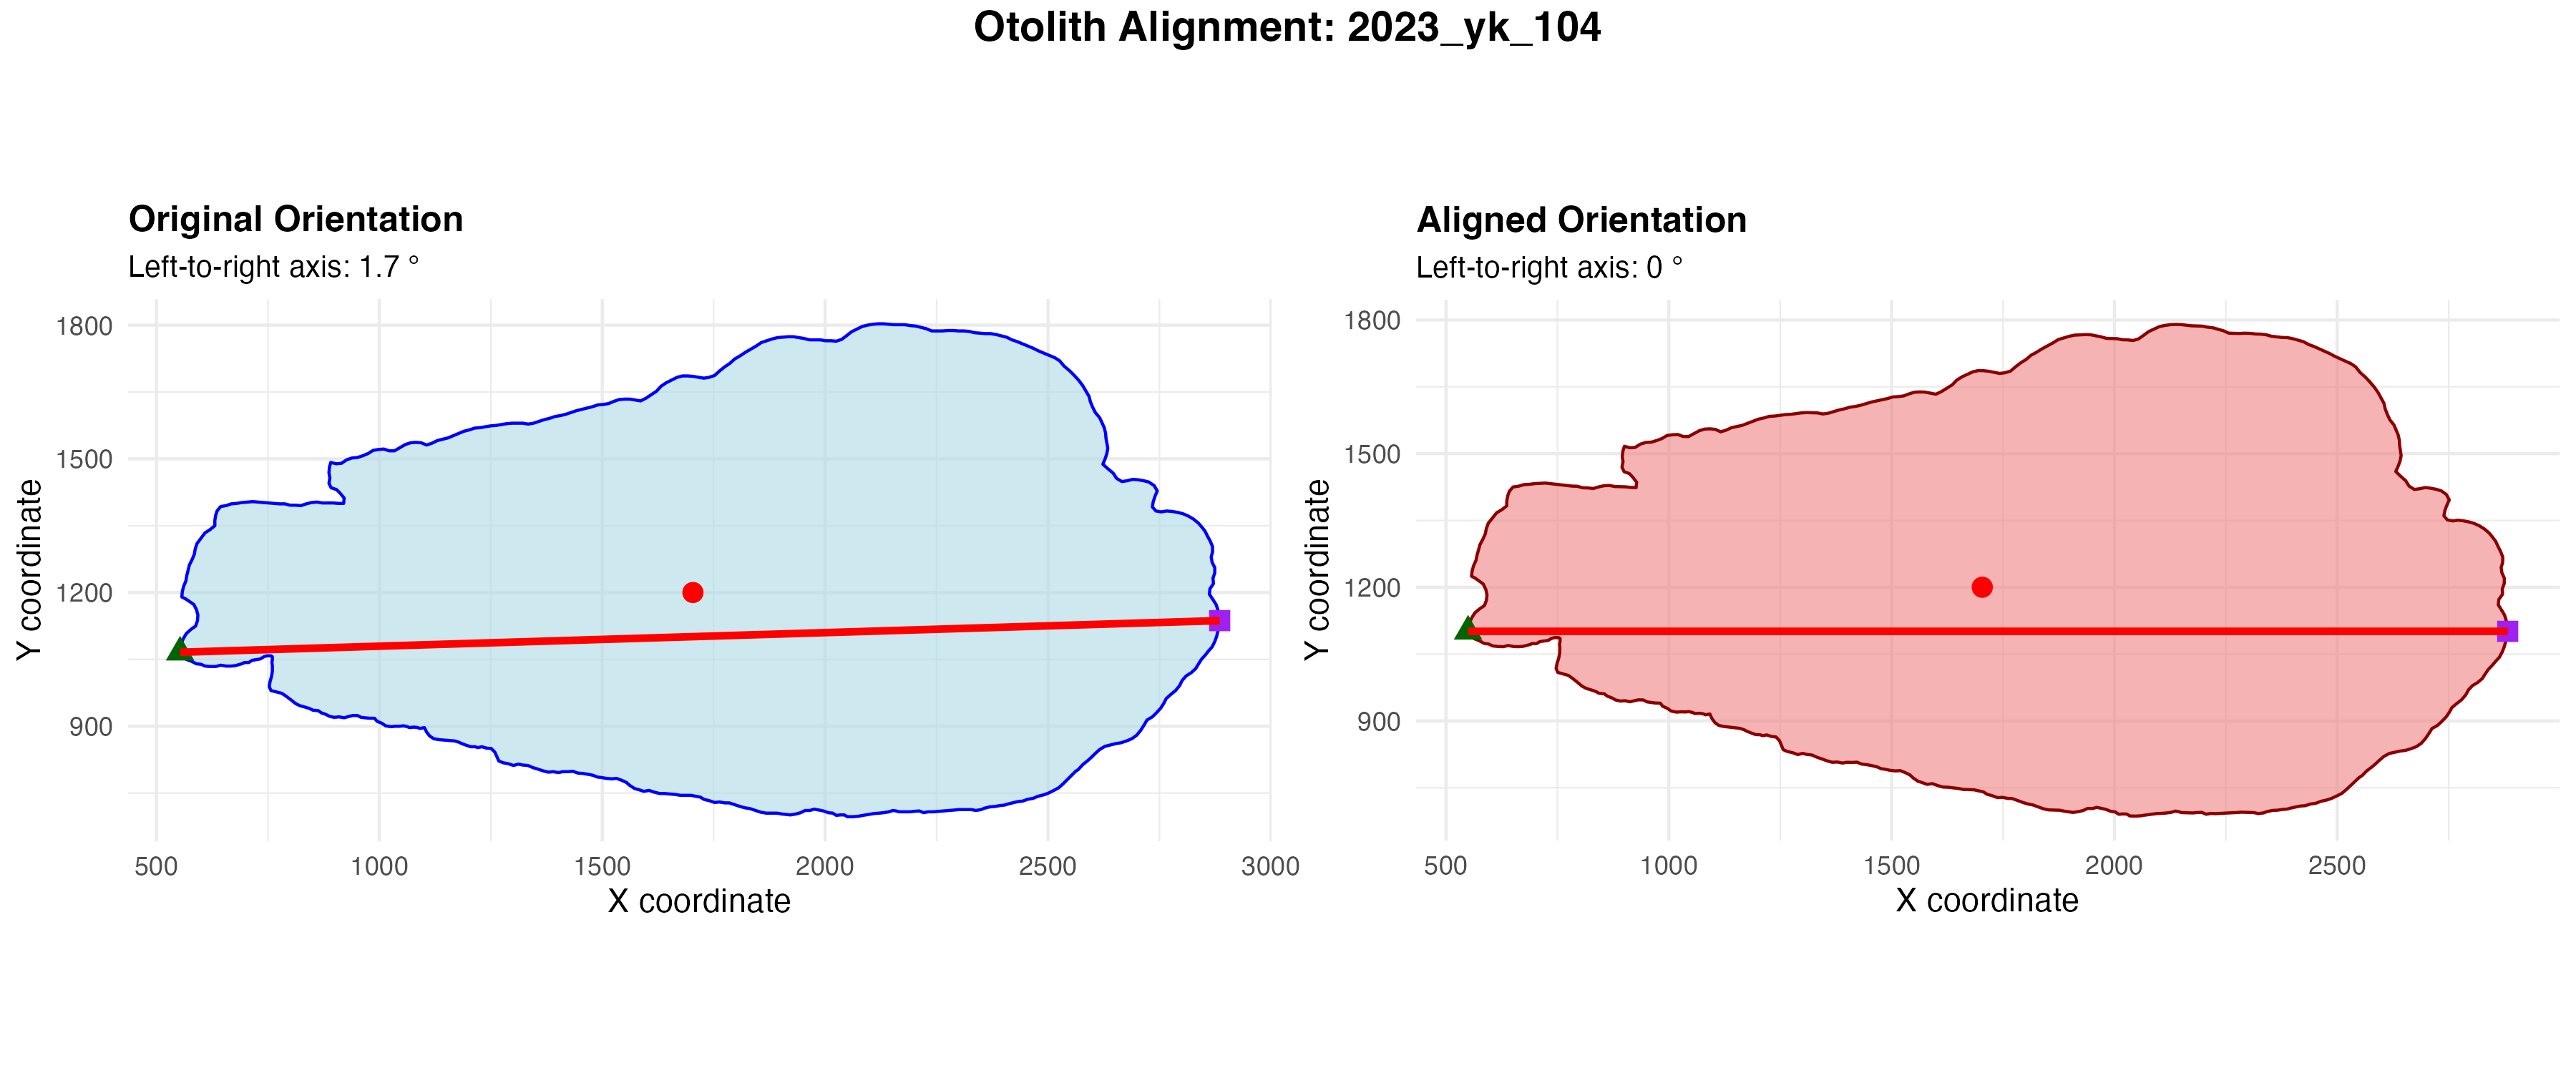 Otolith Alignment: 2023_yk_104
Original Orientation
Left-to-right axis: 1.7 °
1800
1500
1200
900
Y coordinate
500 1000 1500 2000 2500 3000
X coordinate
Aligned Orientation
Left-to-right axis: 0 °
1800
1500
1200
900
Y coordinate
500 1000 1500 2000 2500
X coordinate